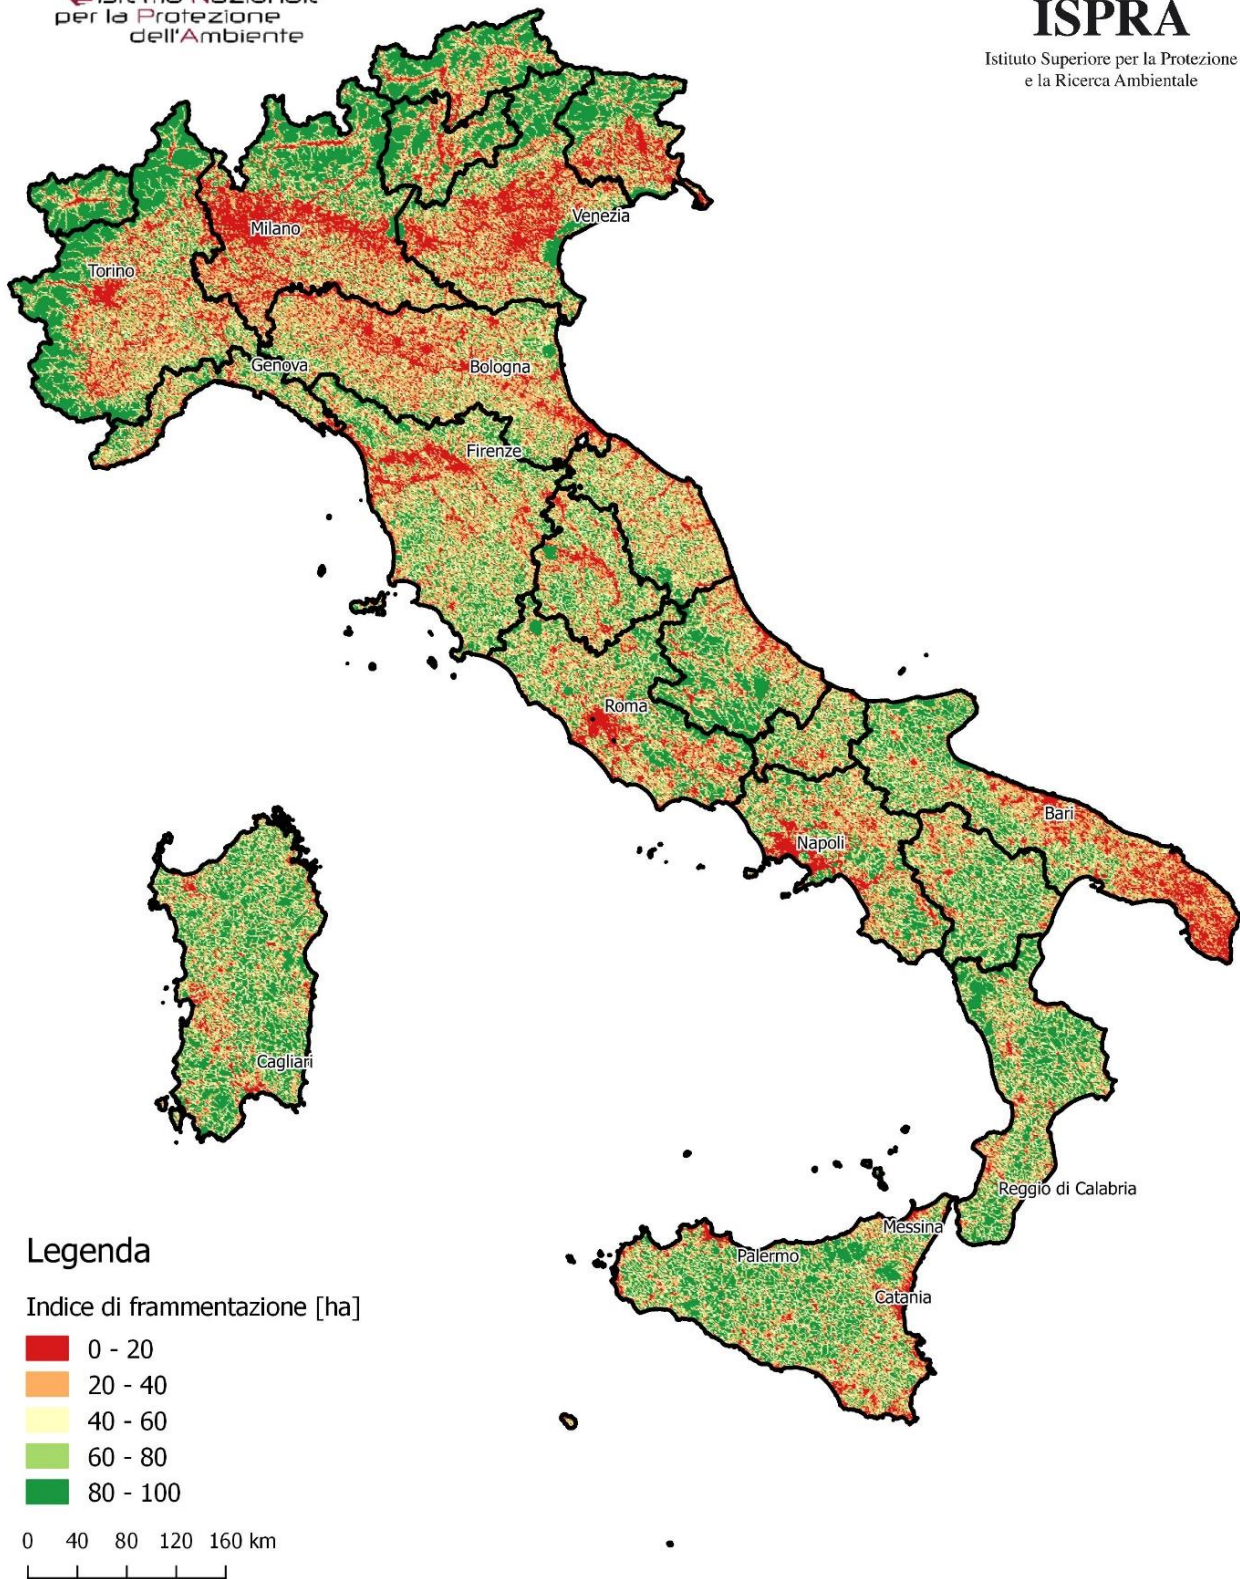 per la Protezione
dell'Ambiente
ISPRA
Istituto Superiore per la Protezione
e la Ricerca Ambientale
Venezia
Milano
Torino
Genova
Bologna
Firenze
Roma
Bari
Napoli
Cagliari
Reggio di Calabria
Messina
Palermo
Catania
Legenda
Indice di frammentazione [ha]
0 - 20
20 - 40
40 - 60
60 - 80
80 - 100
0 40 80 120 160 km